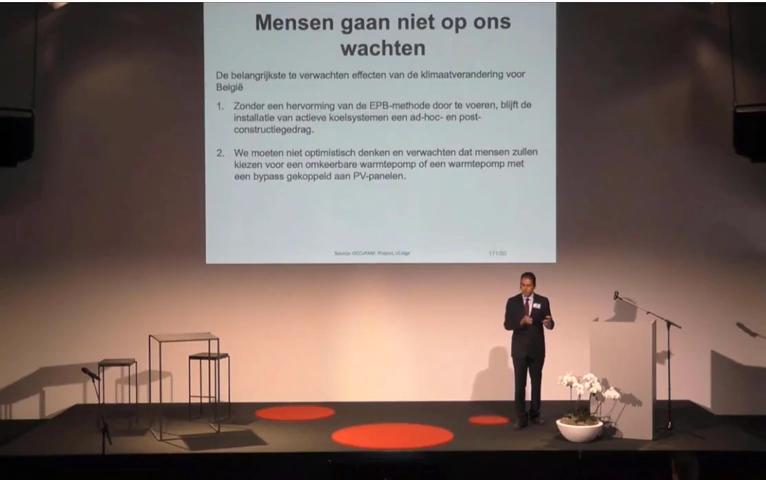 Mensen gaan niet op ons
wachten
De belangrijkste te verwachten effecten van de klimaatverandering voor
België
1. Zonder een hervorming van de EPB-methode door te voeren, blijft de
installatie van actieve koelsystemen een ad-hoc- en post-
constructiegedrag.
2. We moeten niet optimistisch denken en verwachten dat mensen zullen
kiezen voor een omkeerbare warmtepomp of een warmtepomp met
een bypass gekoppeld aan PV-panelen.
Source: Project,